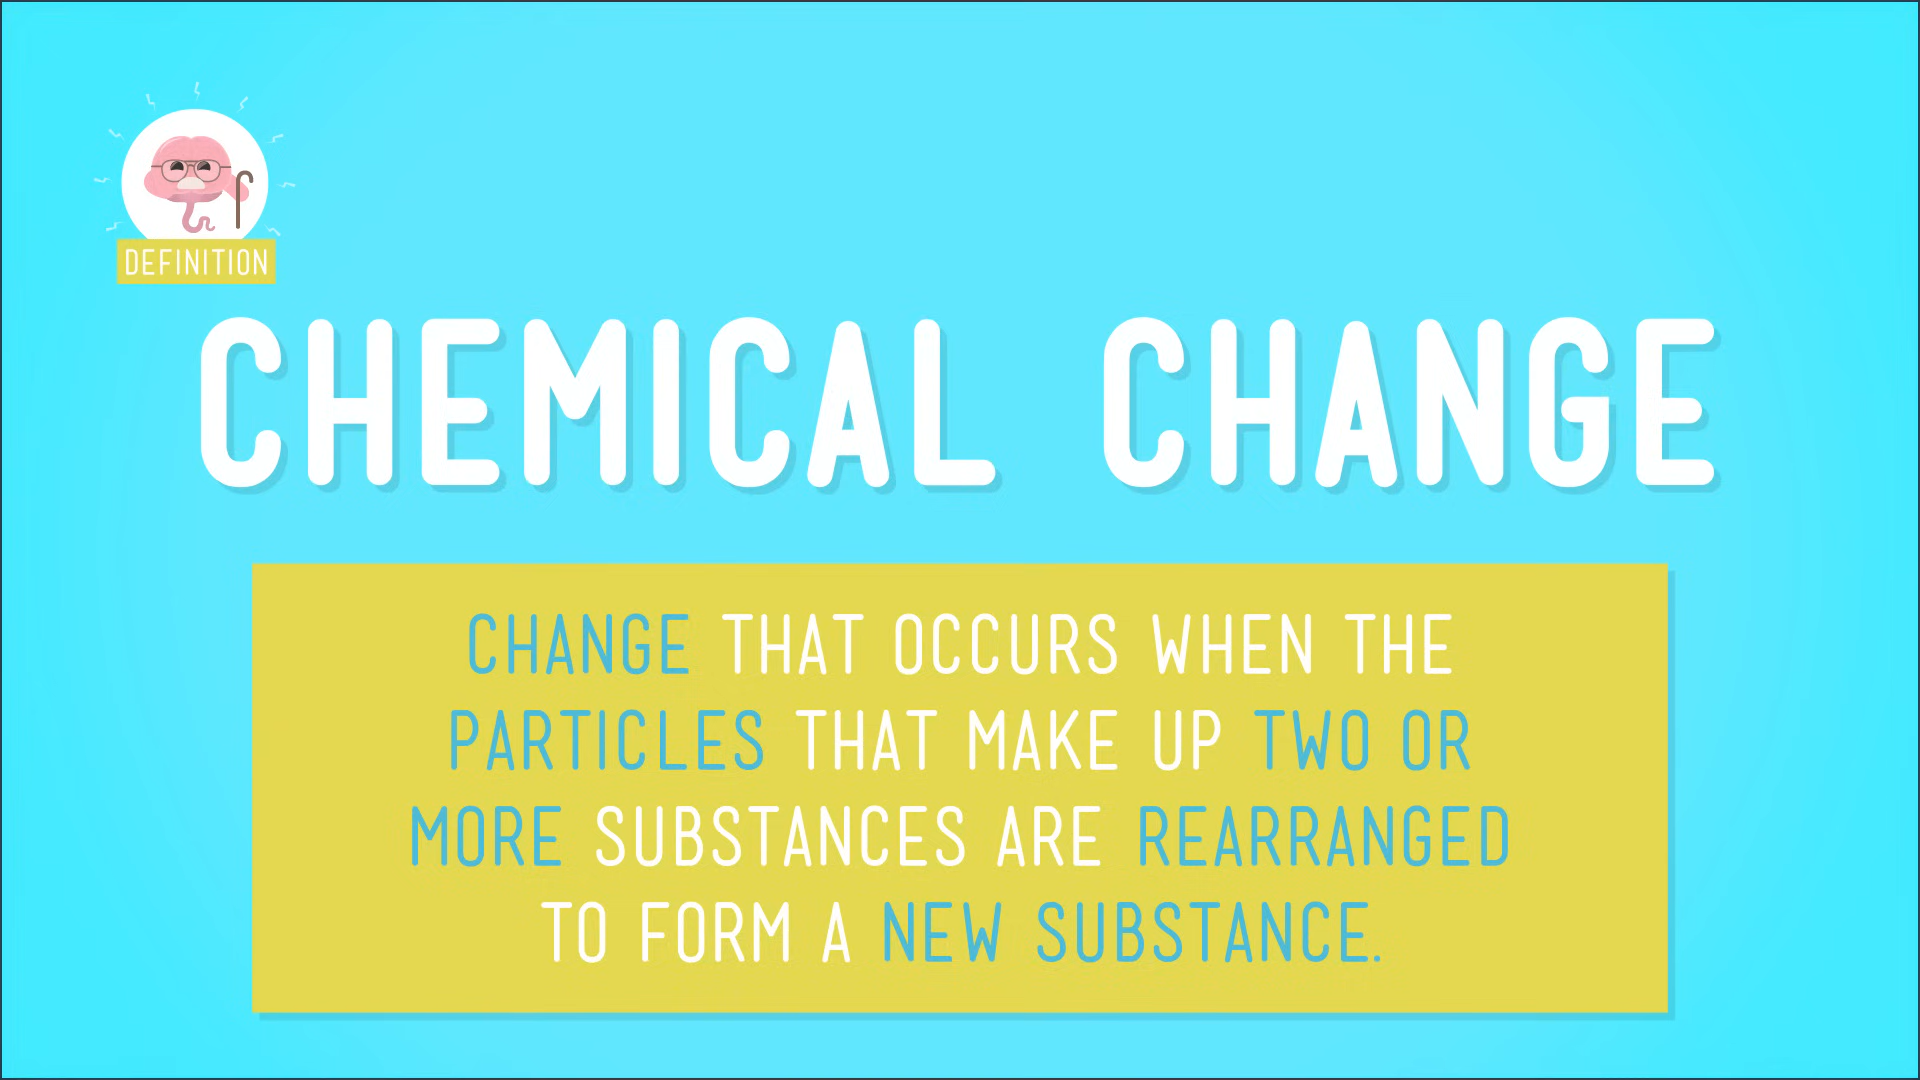 DEFINITION
CHEMICAL CHANGE
CHANGE THAT OCCURS WHEN THE
PARTICLES THAT MAKE UP TWO OR
MORE SUBSTANCES ARE REARRANGED
TO FORM A NEW SUBSTANCE.